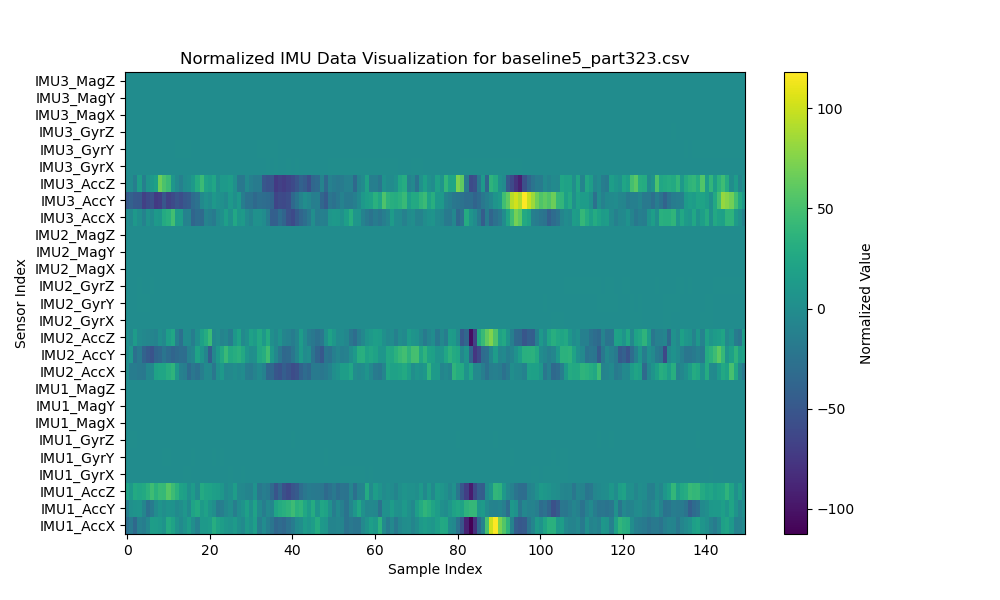 Normalized IMU Data Visualization for baseline5_part323.csv
IMU3_MagZ
IMU3_MagY
IMU3_MagX
IMU3_GyrZ
IMU3_GyrY
IMU3_GyrX
IMU3_AccZ
IMU3_AccY
IMU3_AccX
IMU2_MagZ
IMU2_MagY
IMU2_MagX
IMU2_GyrZ
IMU2_GyrY
IMU2_GyrX
IMU2_AccZ
IMU2_AccY
IMU2_AccX
IMU1_MagZ
IMU1_MagY
IMU1_MagX
IMU1_GyrZ
IMU1_GyrY
IMU1_GyrX
IMU1_AccZ
IMU1_AccY
IMU1_AccX
Sensor Index
0 20 40 60 80 100 120 140
Sample Index
100
50
0
−50
−100
Normalized Value